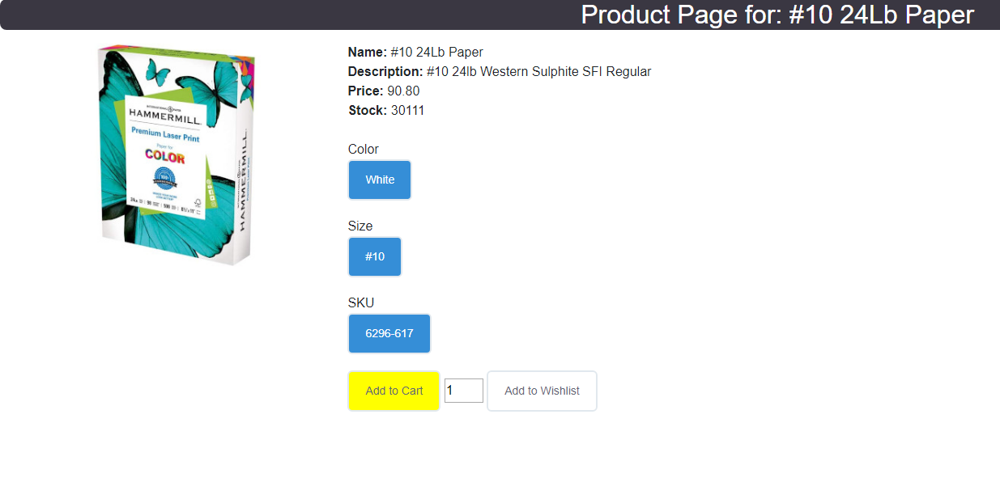 Product Page for: #10 24Lb Paper
HAMMERMILL
Premium Laser Print
Paper for
COLOR
HAMMERMILL
Name: #10 24Lb Paper
Description: #10 24lb Western Sulphite SFI Regular
Price: 90.80
Stock: 30111
Color
White
Size
#10
SKU
6296-617
Add to Cart
1
Add to Wishlist